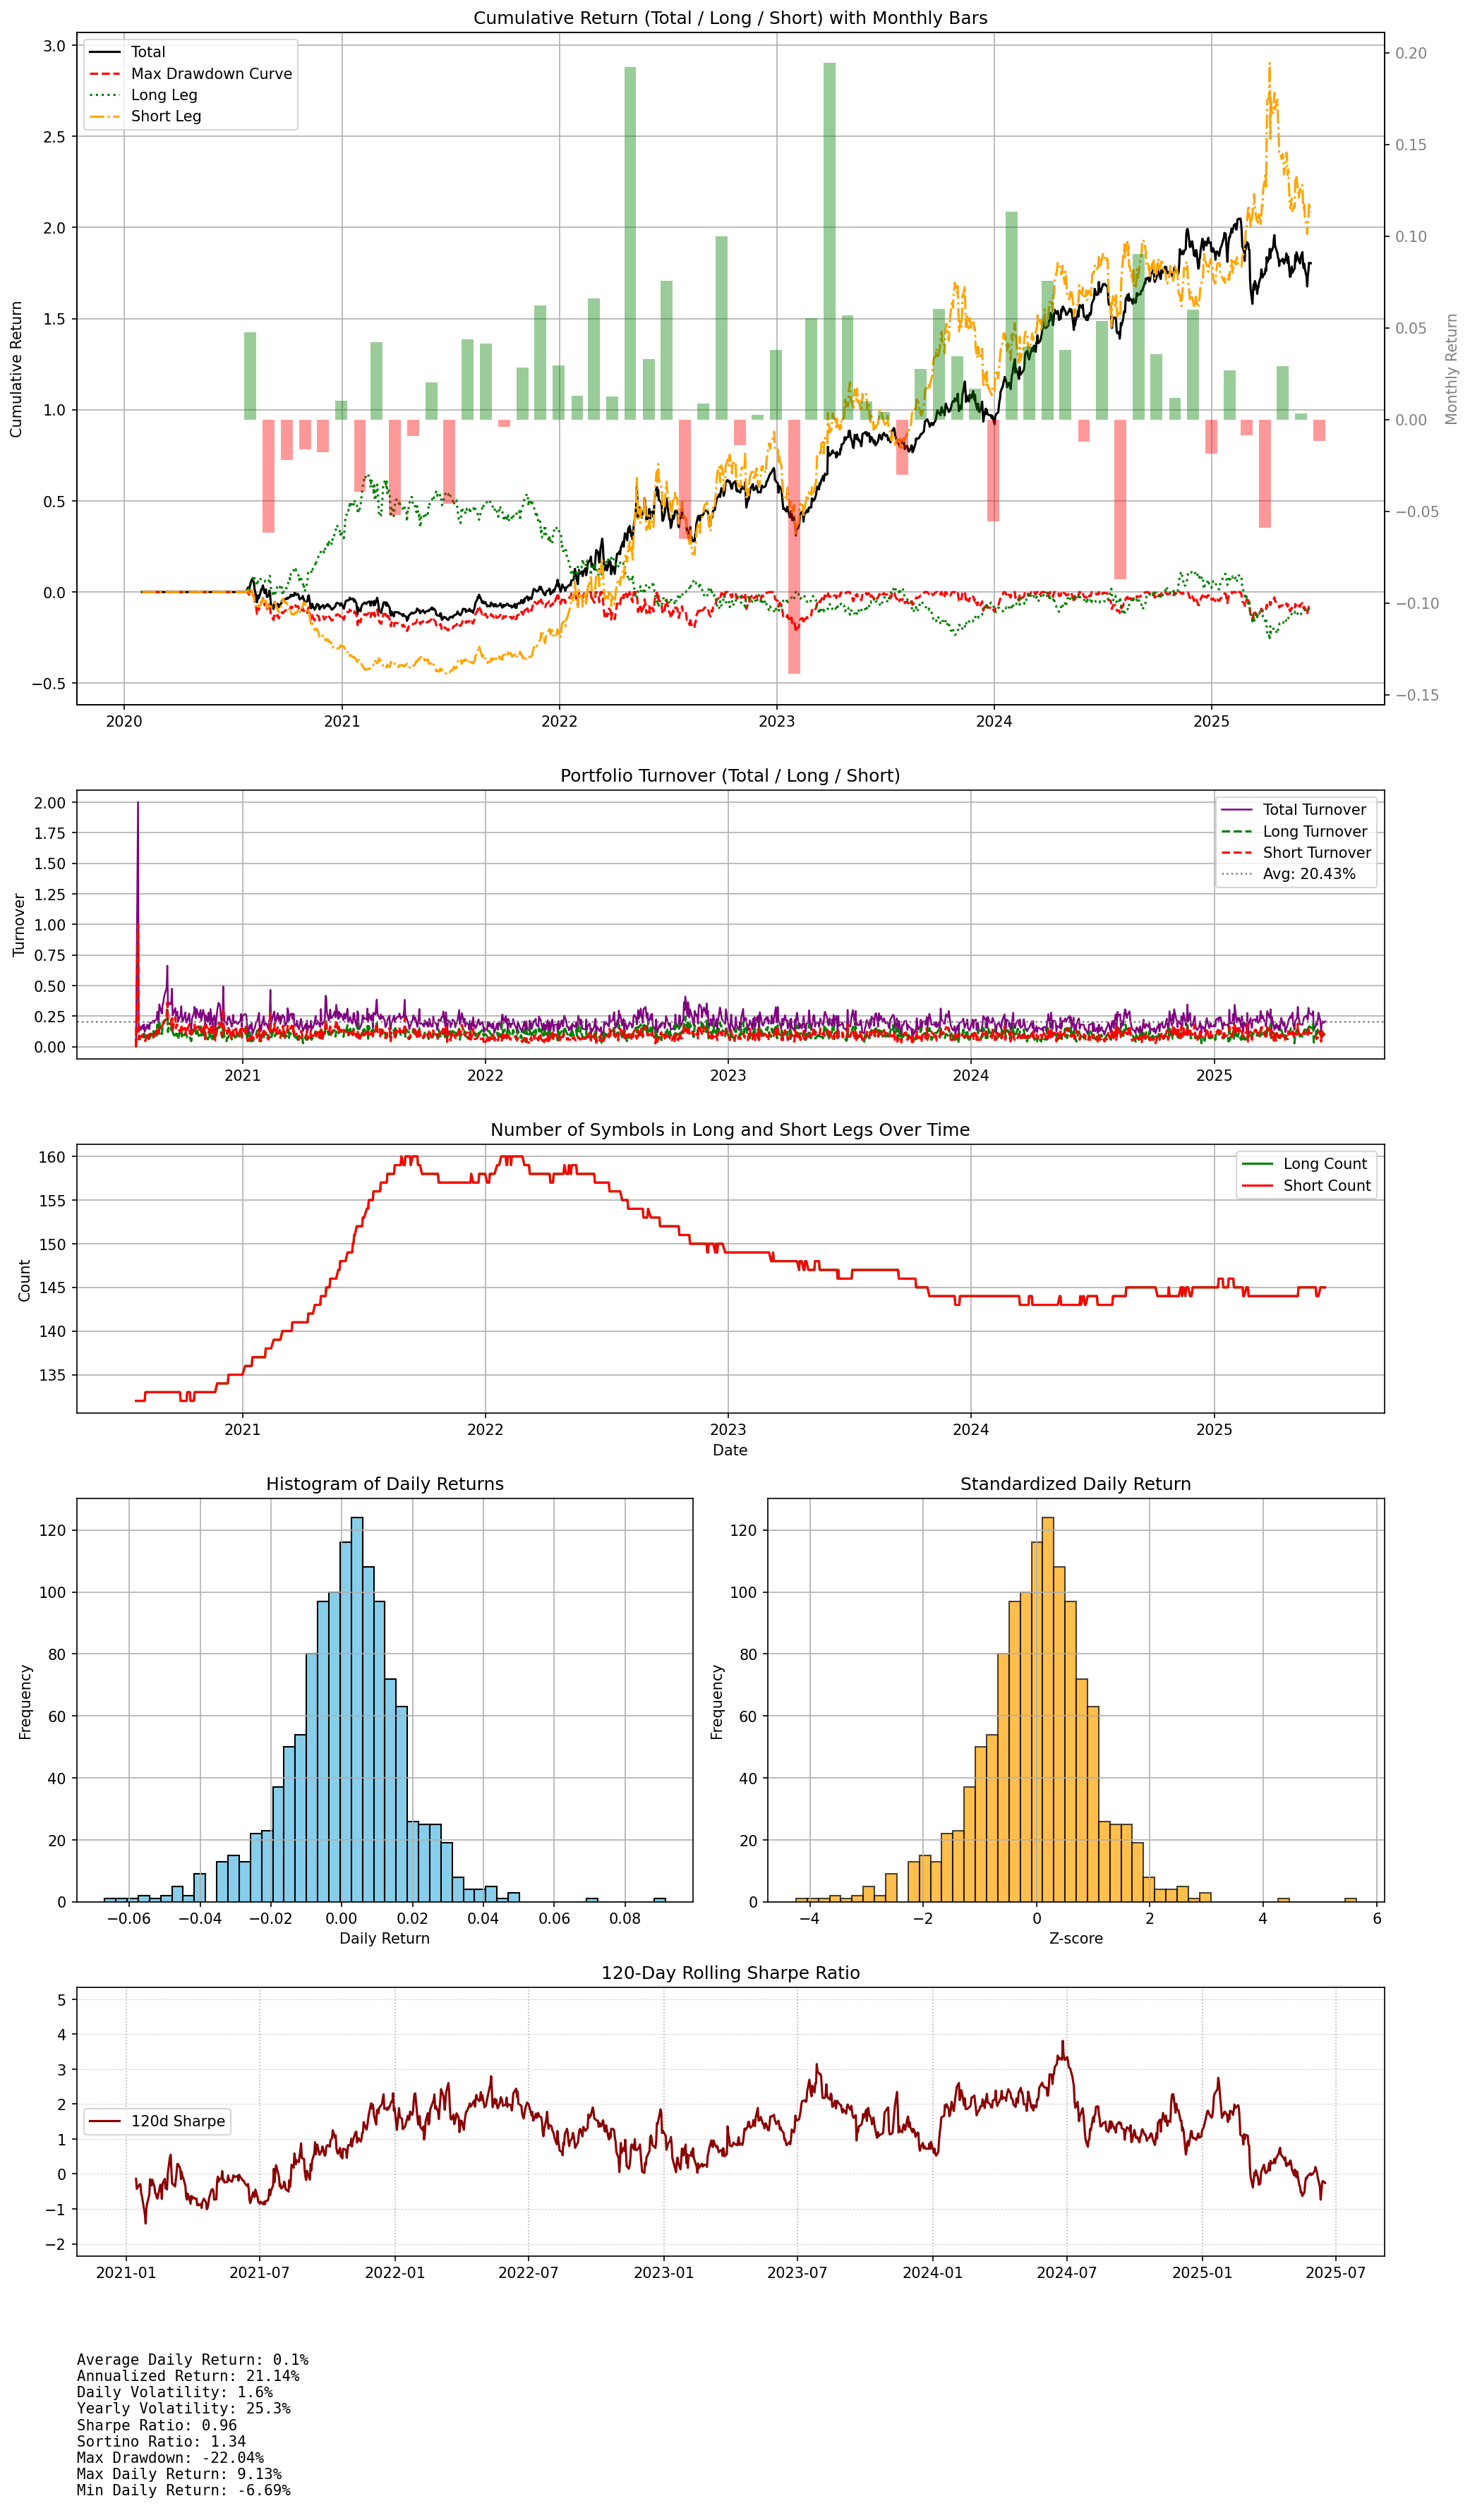 Cumulative Return (Total / Long / Short) with Monthly Bars
Total
Max Drawdown Curve
Long Leg
Short Leg
Cumulative Return
3.0
2.5
2.0
1.5
1.0
0.5
0.0
−0.5
Monthly Return
0.20
0.15
0.10
0.05
0.00
−0.05
−0.10
−0.15
2020 2021 2022 2023 2024 2025
Portfolio Turnover (Total / Long / Short)
Total Turnover
Long Turnover
Short Turnover
Avg: 20.43%
Turnover
2.00
1.75
1.50
1.25
1.00
0.75
0.50
0.25
0.00
2021 2022 2023 2024 2025
Number of Symbols in Long and Short Legs Over Time
Long Count
Short Count
Count
160
155
150
145
140
135
2021 2022 2023 2024 2025
Date
Histogram of Daily Returns
Frequency
120
100
80
60
40
20
0
−0.06 −0.04 −0.02 0.00 0.02 0.04 0.06 0.08
Daily Return
Standardized Daily Return
Frequency
120
100
80
60
40
20
0
−4 −2 0 2 4 6
Z-score
120-Day Rolling Sharpe Ratio
120d Sharpe
5
4
3
2
1
0
−1
−2
2021-01 2021-07 2022-01 2022-07 2023-01 2023-07 2024-01 2024-07 2025-01 2025-07
Average Daily Return: 0.1%
Annualized Return: 21.14%
Daily Volatility: 1.6%
Yearly Volatility: 25.3%
Sharpe Ratio: 0.96
Sortino Ratio: 1.34
Max Drawdown: -22.04%
Max Daily Return: 9.13%
Min Daily Return: -6.69%